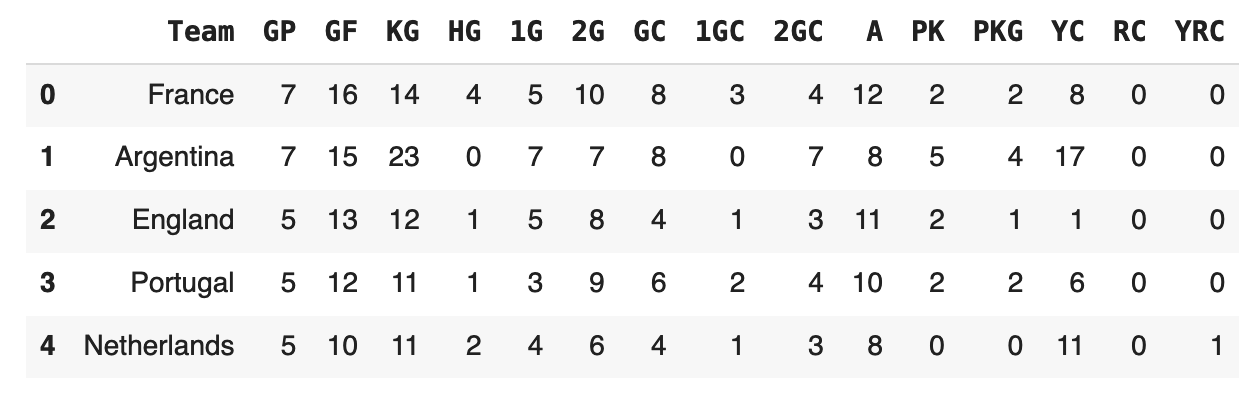 Team GP GF KG HG 1G 2G GC 1GC 2GC A PK PKG YC RC YRC
0 France 7 16 14 4 5 10 8 3 4 12 2 2 8 0 0
1 Argentina 7 15 23 0 7 7 8 0 7 8 5 4 17 0 0
2 England 5 13 12 1 5 8 4 1 3 11 2 1 1 0 0
3 Portugal 5 12 11 1 3 9 6 2 4 10 2 2 6 0 0
4 Netherlands 5 10 11 2 4 6 4 1 3 8 0 0 11 0 1